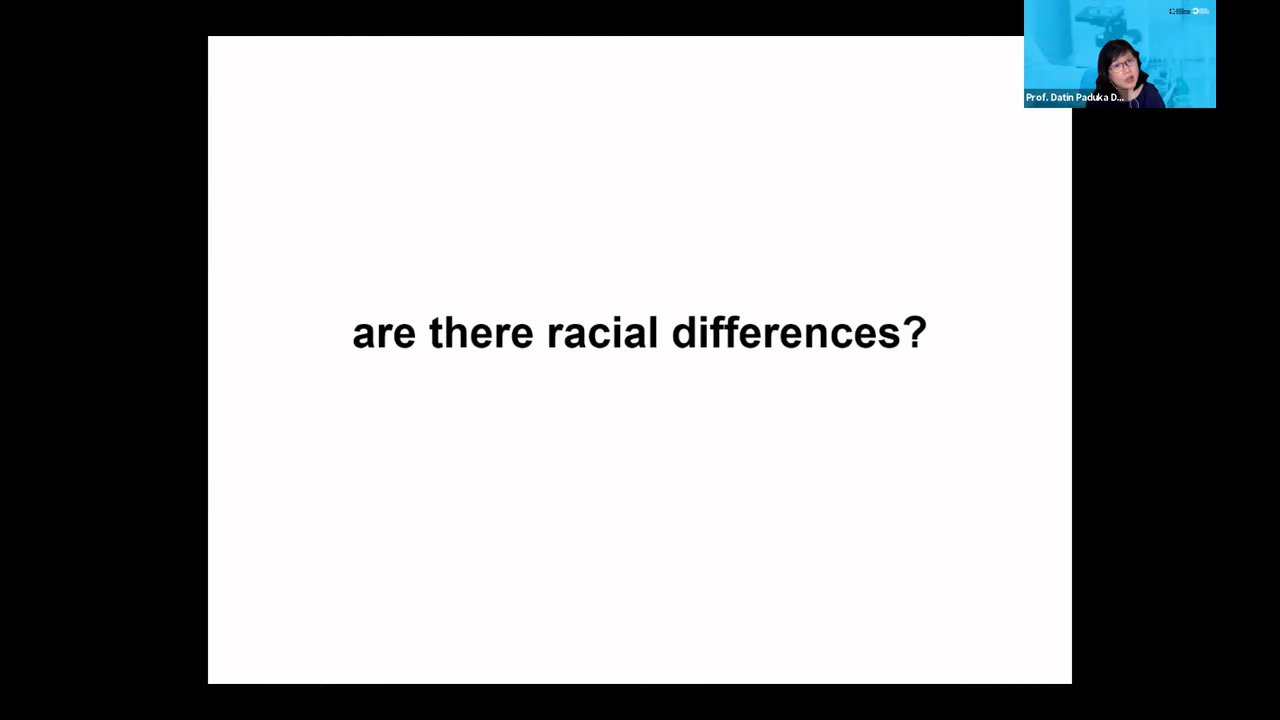 Prof. Datin Paduka D...
are there racial differences?